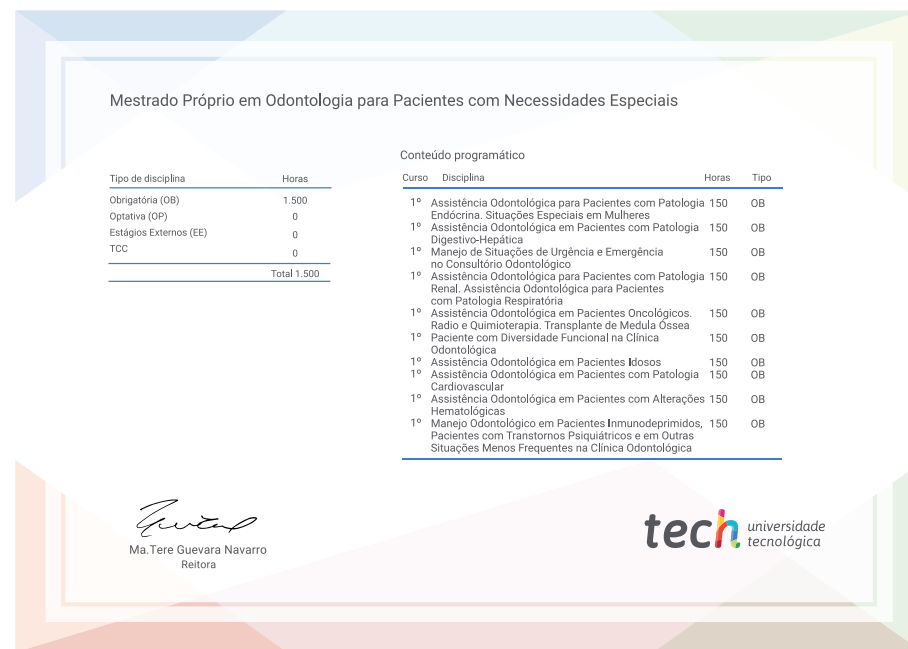 Mestrado Próprio em Odontologia para Pacientes com Necessidades Especiais
Tipo de disciplina Horas
Obrigatória (OB) 1.500
Optativa (OP) 0
Estágios Externos (EE) 0
TCC 0
Total 1.500
Conteúdo programático
Curso Disciplina Horas Tipo
1º Assistência Odontológica para Pacientes com Patologia 150 OB
Endócrina. Situações Especiais em Mulheres
1º Assistência Odontológica em Pacientes com Patologia 150 OB
Digestivo-Hepática
1º Manejo de Situações de Urgência e Emergência 150 OB
no Consultório Odontológico
1º Assistência Odontológica para Pacientes com Patologia 150 OB
Renal. Assistência Odontológica para Pacientes
com Patologia Respiratória
1º Assistência Odontológica em Pacientes Oncológicos. 150 OB
Radio e Quimioterapia. Transplante de Medula Óssea
1º Paciente com Diversidade Funcional na Clínica 150 OB
Odontológica
1º Assistência Odontológica em Pacientes Idosos 150 OB
1º Assistência Odontológica em Pacientes com Patologia 150 OB
Cardiovascular
1º Assistência Odontológica em Pacientes com Alterações 150 OB
Hematológicas
1º Manejo Odontológico em Pacientes Inmunodeprimidos, 150 OB
Pacientes com Transtornos Psiquiátricos e em Outras
Situações Menos Frequentes na Clínica Odontológica
Ma.Tere Guevara Navarro
Reitora
tech universidade
tecnológica